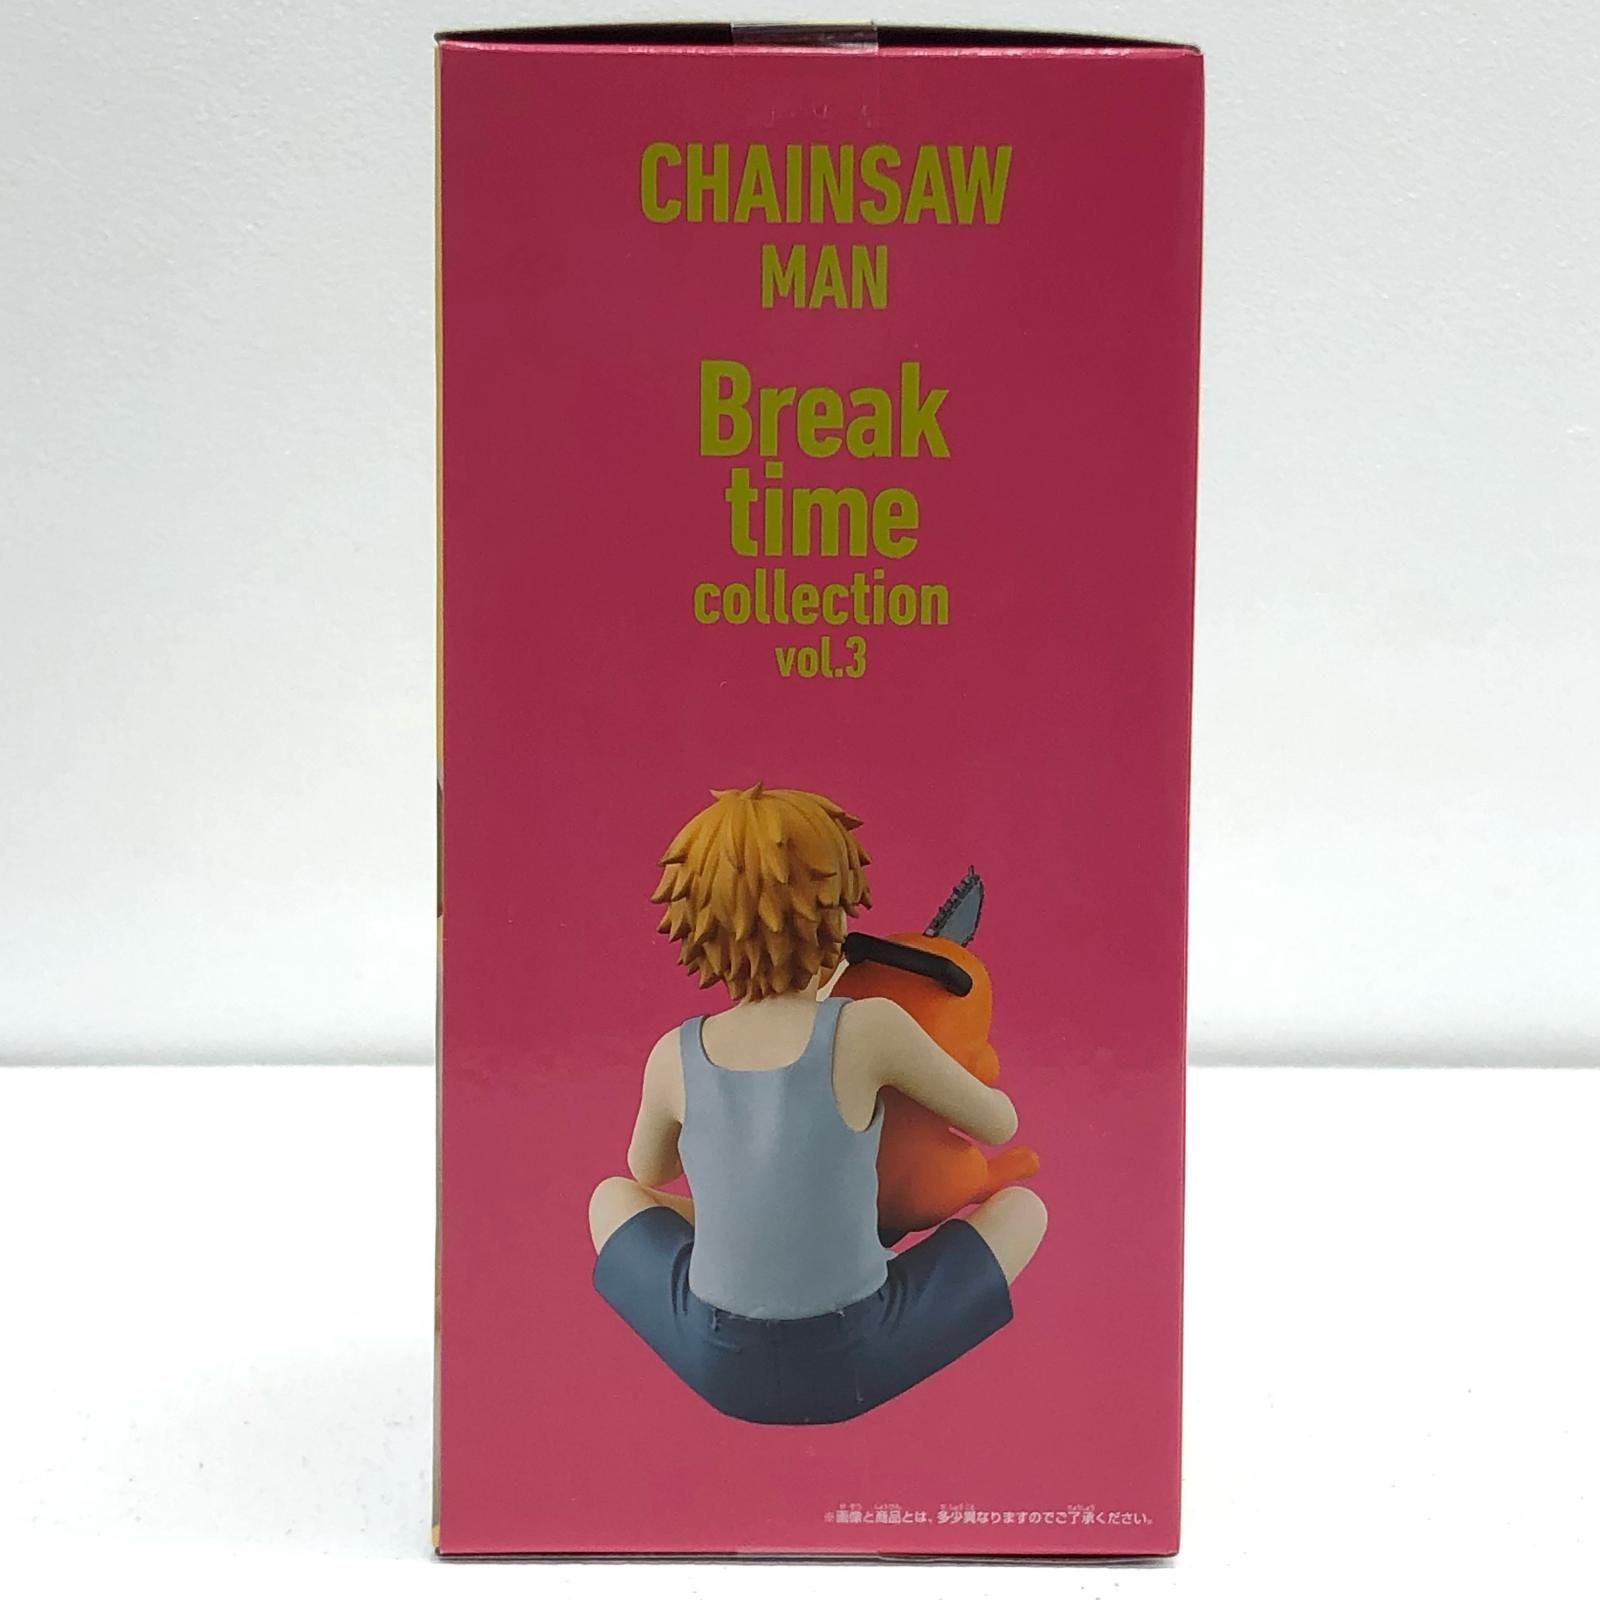 CHAINSAW
MAN
Break
time
collection
vol.3
※画像と商品とは、多少異なりますのでご了承ください。